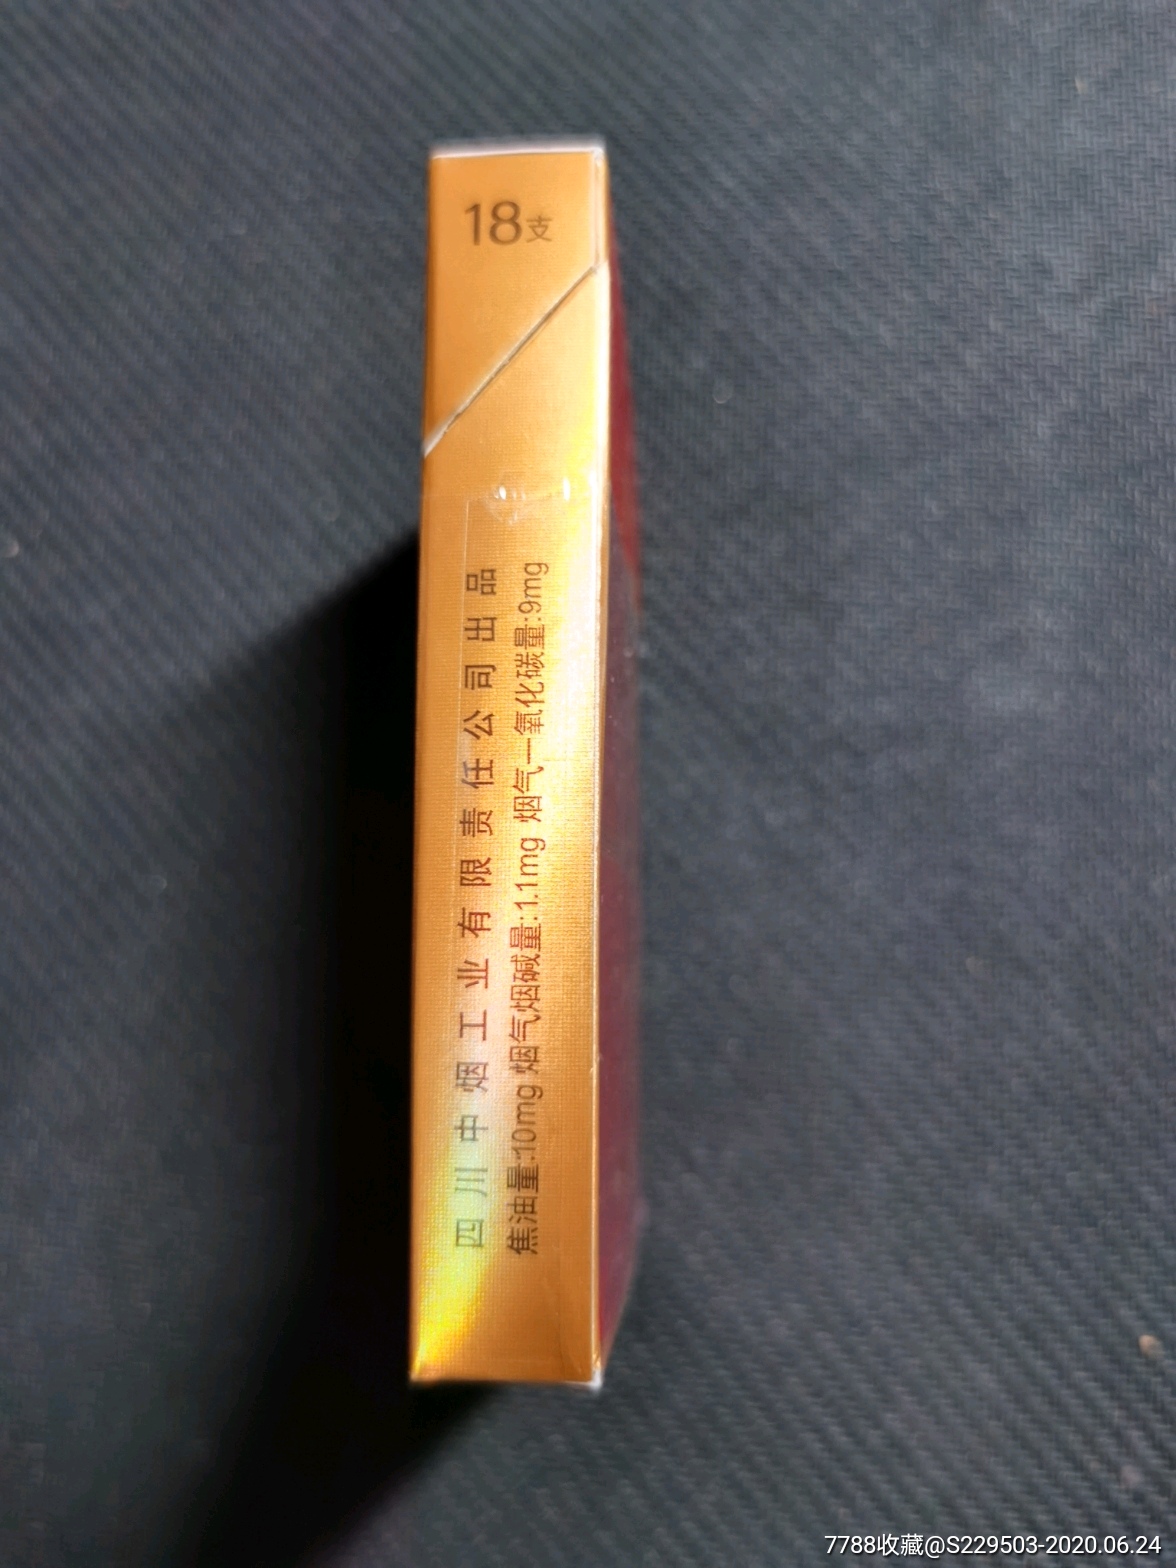 18支
四川中烟工业有限责任公司出品
焦油量:10mg 烟气烟碱量:1.1mg 烟气一氧化碳量:9mg
7788收藏@S229503-2020.06.24